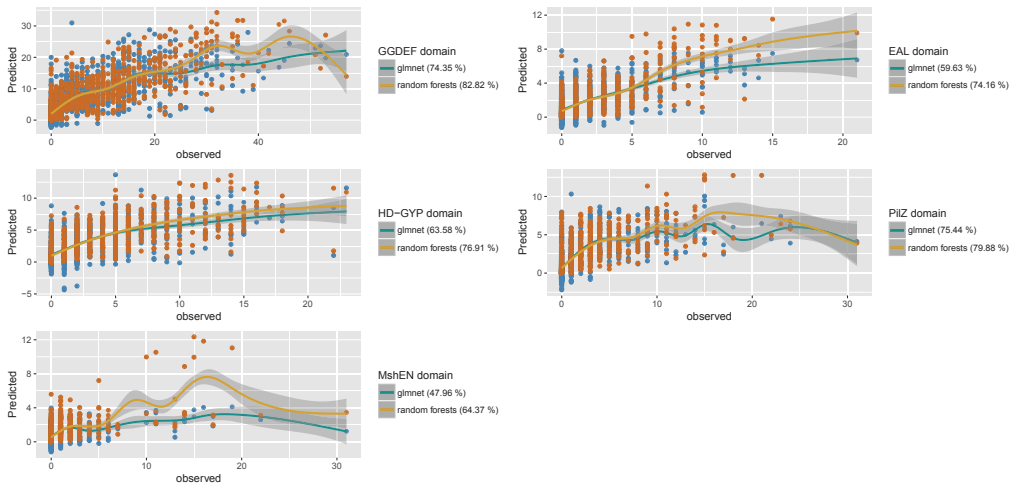 30
20
10
0
Predicted
0
20
40
observed
GGDEF domain
glmnet (74.35 %)
random forests (82.82 %)
12
8
4
0
Predicted
0
5
10
15
20
observed
EAL domain
glmnet (59.63 %)
random forests (74.16 %)
10
5
0
−5
Predicted
0
5
10
15
20
observed
HD−GYP domain
glmnet (63.58 %)
random forests (76.91 %)
10
5
0
Predicted
0
10
20
30
observed
PilZ domain
glmnet (75.44 %)
random forests (79.88 %)
12
8
4
0
Predicted
0
10
20
30
observed
MshEN domain
glmnet (47.96 %)
random forests (64.37 %)